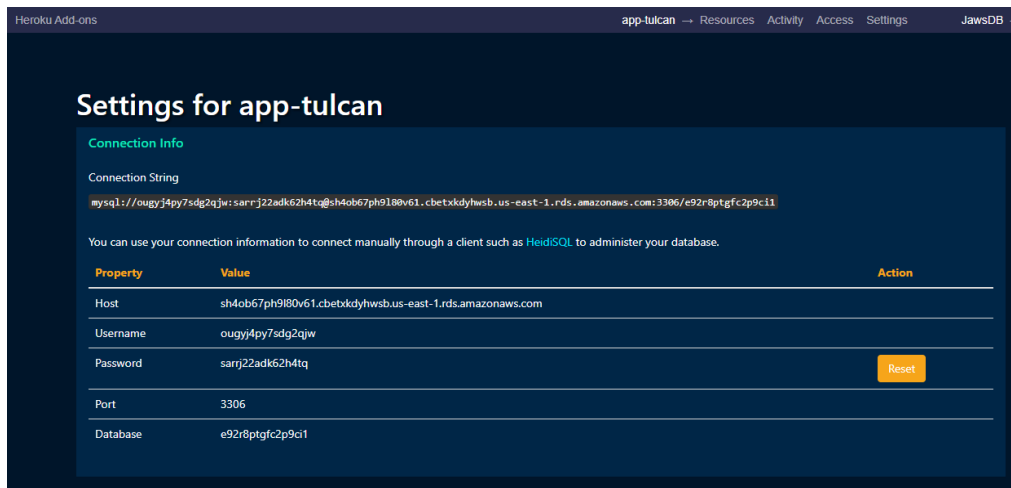 Heroku Add-ons app-tulcan → Resources Activity Access Settings JawsDB
Settings for app-tulcan
Connection Info
Connection String
mysql://ougyj4py7sdg2qjw:sarrj22adk62h4tq@sh4ob67ph9l80v61.cbetxkdyhwsb.us-east-1.rds.amazonaws.com:3306/e92r8ptgfc2p9ci1
You can use your connection information to connect manually through a client such as HeidiSQL to administer your database.
Property Value Action
Host sh4ob67ph9l80v61.cbetxkdyhwsb.us-east-1.rds.amazonaws.com
Username ougyj4py7sdg2qjw
Password sarrj22adk62h4tq Reset
Port 3306
Database e92r8ptgfc2p9ci1